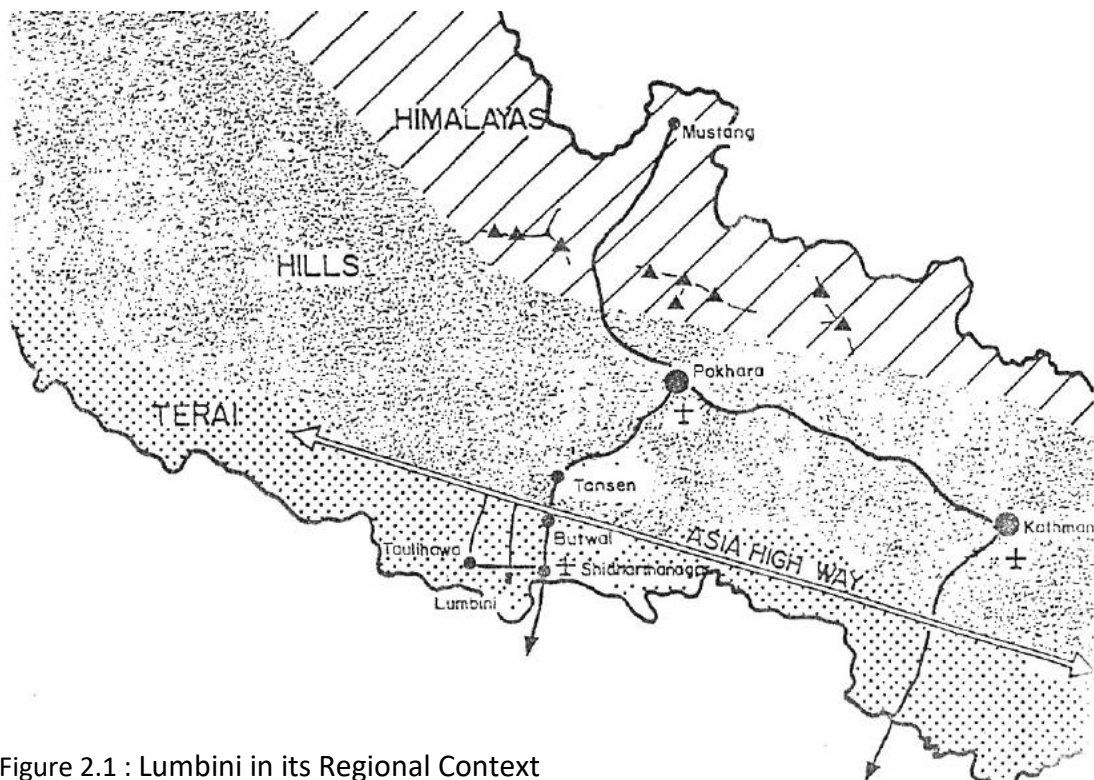 HIMALAYAS
Mustang
HILLS
Pokhara
TERAI
Tansen
Kathman
Butwal
ASIA HIGH WAY
Taulihawa
Shidharthanagar
Lumbini
Figure 2.1 : Lumbini in its Regional Context